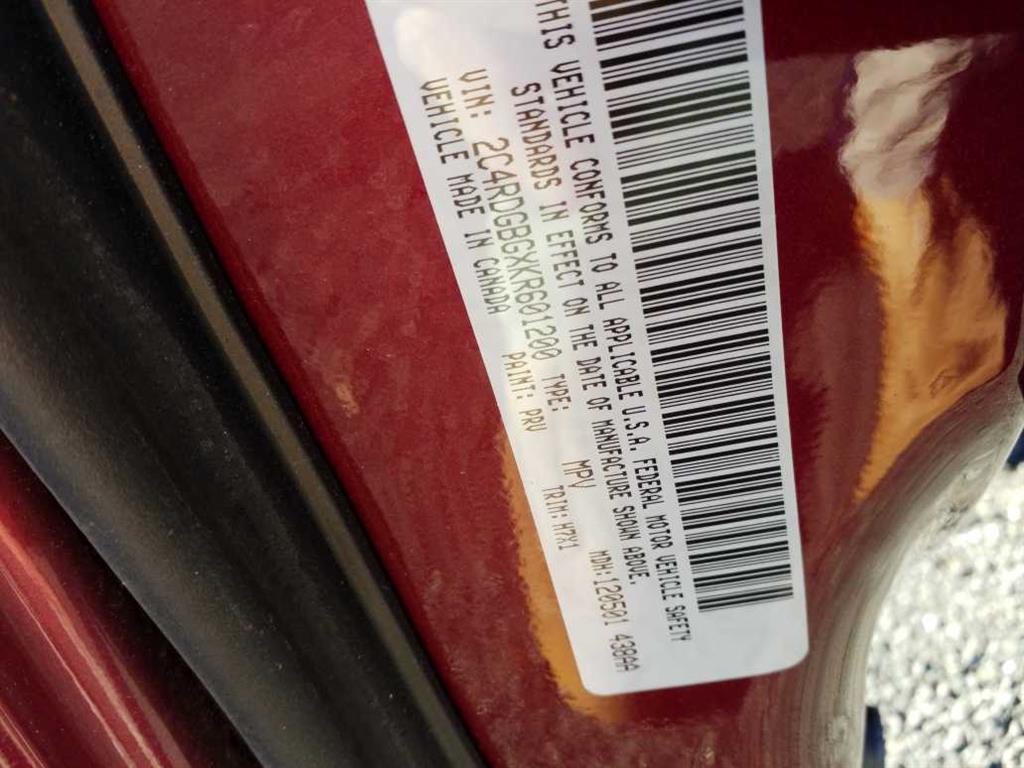 THIS VEHICLE CONFORMS TO ALL APPLICABLE U.S.A. FEDERAL MOTOR VEHICLE SAFETY
STANDARDS IN EFFECT ON THE DATE OF MANUFACTURE SHOWN ABOVE.
VIN: 2C4RDGBGXKR601200 TYPE: MPV MDH:120501 438AA
VEHICLE MADE IN CANADA PAINT: PRV TRIM:H7X1